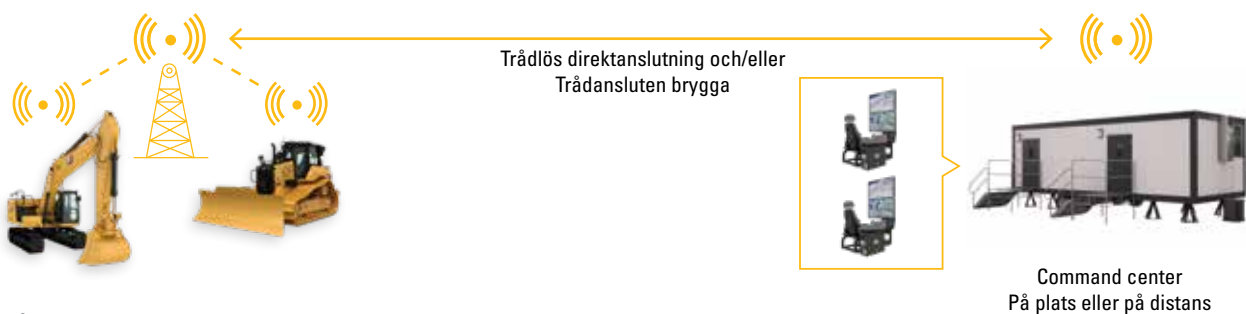 Trådlös direktanslutning och/eller
Trådansluten brygga
Command center
På plats eller på distans